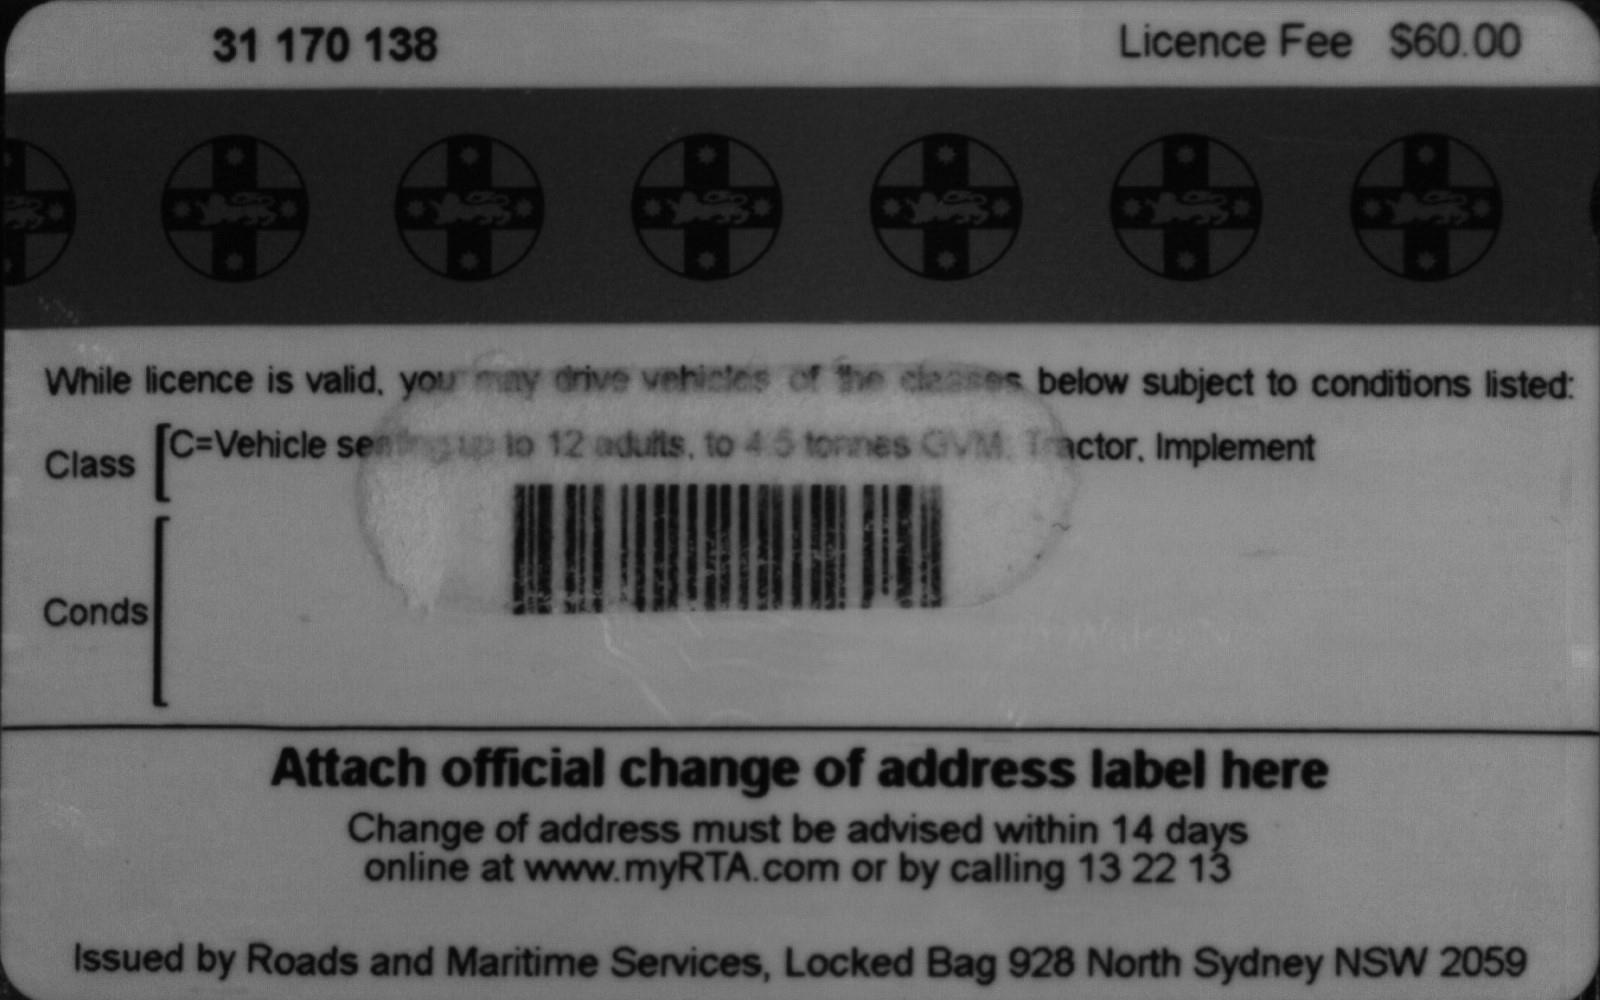 31 170 138 Licence Fee $60.00
While licence is valid, you may drive vehicles of the classes below subject to conditions listed:
Class C=Vehicle seating up to 12 adults, to 4.5 tonnes GVM. Tractor, Implement
Conds
Attach official change of address label here
Change of address must be advised within 14 days
online at www.myRTA.com or by calling 13 22 13
Issued by Roads and Maritime Services, Locked Bag 928 North Sydney NSW 2059